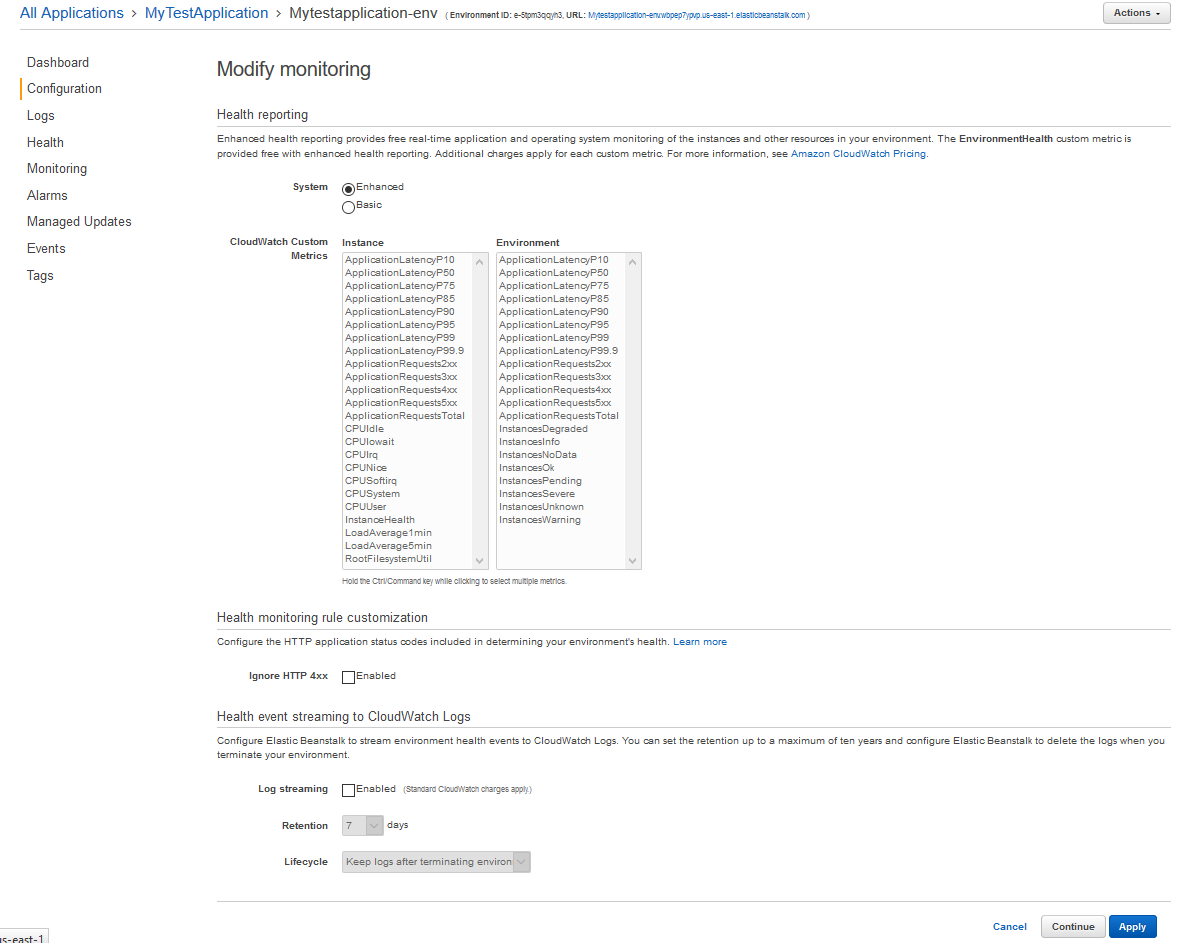 All Applications › MyTestApplication › Mytestapplication-env ( Environment ID: e-5tpm3qqyh3, URL: Mytestapplication-env.wbpep7ypvp.us-east-1.elasticbeanstalk.com )
Actions
Dashboard
Configuration
Logs
Health
Monitoring
Alarms
Managed Updates
Events
Tags
Modify monitoring
Health reporting
Enhanced health reporting provides free real-time application and operating system monitoring of the instances and other resources in your environment. The EnvironmentHealth custom metric is
provided free with enhanced health reporting. Additional charges apply for each custom metric. For more information, see Amazon CloudWatch Pricing.
System
Enhanced
Basic
CloudWatch Custom
Metrics
Instance
ApplicationLatencyP10
ApplicationLatencyP50
ApplicationLatencyP75
ApplicationLatencyP85
ApplicationLatencyP90
ApplicationLatencyP95
ApplicationLatencyP99
ApplicationLatencyP99.9
ApplicationRequests2xx
ApplicationRequests3xx
ApplicationRequests4xx
ApplicationRequests5xx
ApplicationRequestsTotal
CPUIdle
CPUIowait
CPUIrq
CPUNice
CPUSoftirq
CPUSystem
CPUUser
InstanceHealth
LoadAverage1min
LoadAverage5min
RootFilesystemUtil
Environment
ApplicationLatencyP10
ApplicationLatencyP50
ApplicationLatencyP75
ApplicationLatencyP85
ApplicationLatencyP90
ApplicationLatencyP95
ApplicationLatencyP99
ApplicationLatencyP99.9
ApplicationRequests2xx
ApplicationRequests3xx
ApplicationRequests4xx
ApplicationRequests5xx
ApplicationRequestsTotal
InstancesDegraded
InstancesInfo
InstancesNoData
InstancesOk
InstancesPending
InstancesSevere
InstancesUnknown
InstancesWarning
Hold the Ctrl/Command key while clicking to select multiple metrics.
Health monitoring rule customization
Configure the HTTP application status codes included in determining your environment's health. Learn more
Ignore HTTP 4xx
Enabled
Health event streaming to CloudWatch Logs
Configure Elastic Beanstalk to stream environment health events to CloudWatch Logs. You can set the retention up to a maximum of ten years and configure Elastic Beanstalk to delete the logs when you
terminate your environment.
Log streaming
Enabled (Standard CloudWatch charges apply.)
Retention
7 days
Lifecycle
Keep logs after terminating environ
Cancel
Continue
Apply
us-east-1